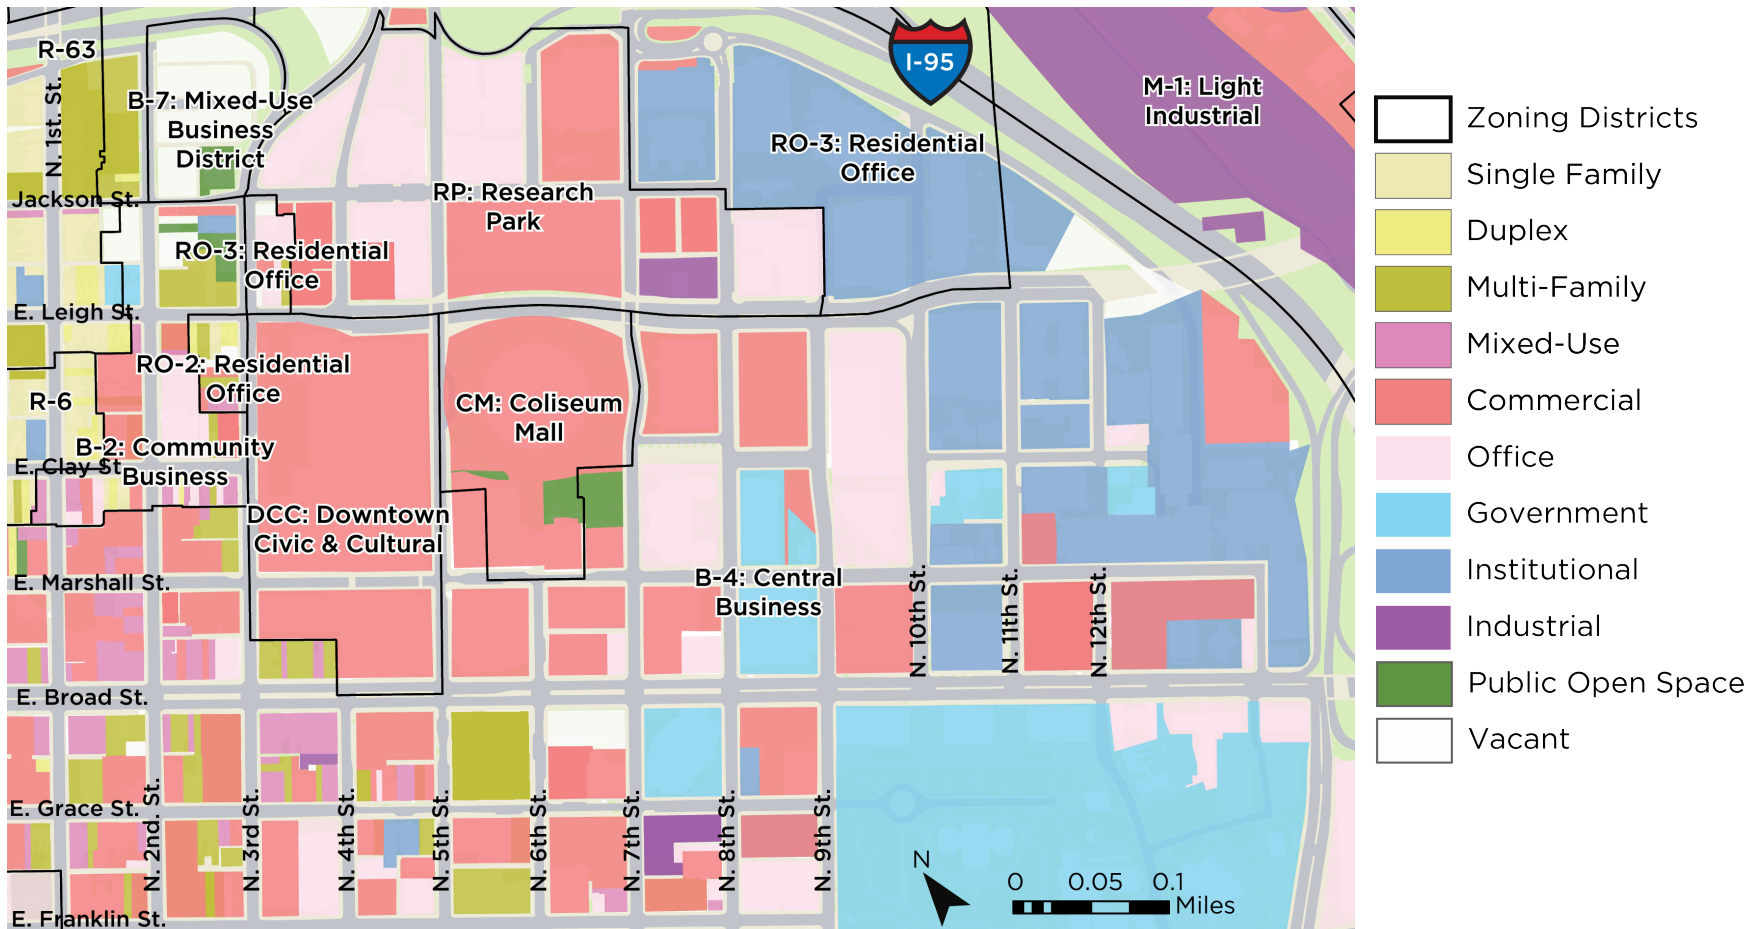 R-63
I-95
B-7: Mixed-Use
Business
District
M-1: Light
Industrial
RO-3: Residential
Office
N. 1st. St.
Jackson St.
RP: Research
Park
RO-3: Residential
Office
E. Leigh St.
RO-2: Residential
Office
R-6
CM: Coliseum
Mall
B-2: Community
Business
E. Clay St
DCC: Downtown
Civic & Cultural
E. Marshall St.
B-4: Central
Business
N. 10th St.
N. 11th St.
N. 12th St.
E. Broad St.
E. Grace St.
N. 2nd. St.
N. 3rd St.
N. 4th St.
N. 5th St.
N. 6th St.
N. 7th St.
N. 8th St.
N. 9th St.
E. Franklin St.
N
0 0.05 0.1
Miles
Zoning Districts
Single Family
Duplex
Multi-Family
Mixed-Use
Commercial
Office
Government
Institutional
Industrial
Public Open Space
Vacant